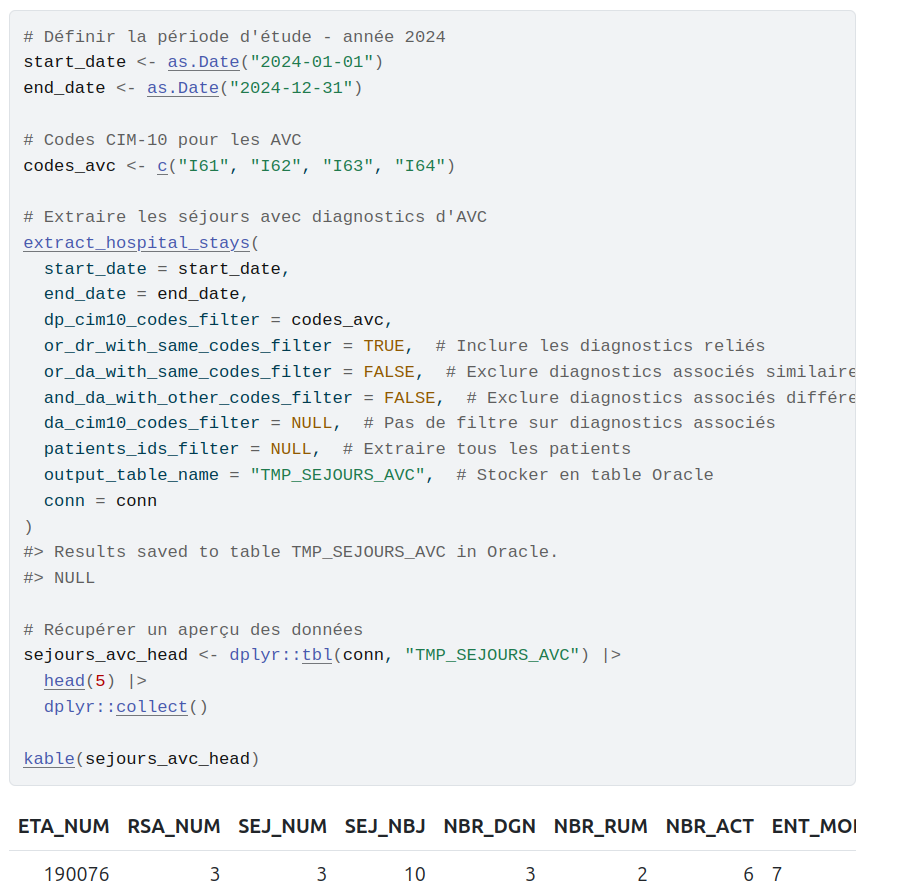 # Définir la période d'étude - année 2024
start_date <- as.Date("2024-01-01")
end_date <- as.Date("2024-12-31")
# Codes CIM-10 pour les AVC
codes_avc <- c("I61", "I62", "I63", "I64")
# Extraire les séjours avec diagnostics d'AVC
extract_hospital_stays(
  start_date = start_date,
  end_date = end_date,
  dp_cim10_codes_filter = codes_avc,
  or_dr_with_same_codes_filter = TRUE,  # Inclure les diagnostics reliés
  or_da_with_same_codes_filter = FALSE,  # Exclure diagnostics associés similaire
  and_da_with_other_codes_filter = FALSE,  # Exclure diagnostics associés différe
  da_cim10_codes_filter = NULL,  # Pas de filtre sur diagnostics associés
  patients_ids_filter = NULL,  # Extraire tous les patients
  output_table_name = "TMP_SEJOURS_AVC",  # Stocker en table Oracle
  conn = conn
)
#> Results saved to table TMP_SEJOURS_AVC in Oracle.
#> NULL
# Récupérer un aperçu des données
sejours_avc_head <- dplyr::tbl(conn, "TMP_SEJOURS_AVC") |>
  head(5) |>
  dplyr::collect()
kable(sejours_avc_head)
ETA_NUM RSA_NUM SEJ_NUM SEJ_NBJ NBR_DGN NBR_RUM NBR_ACT ENT_MO
190076 3 3 10 3 2 6 7